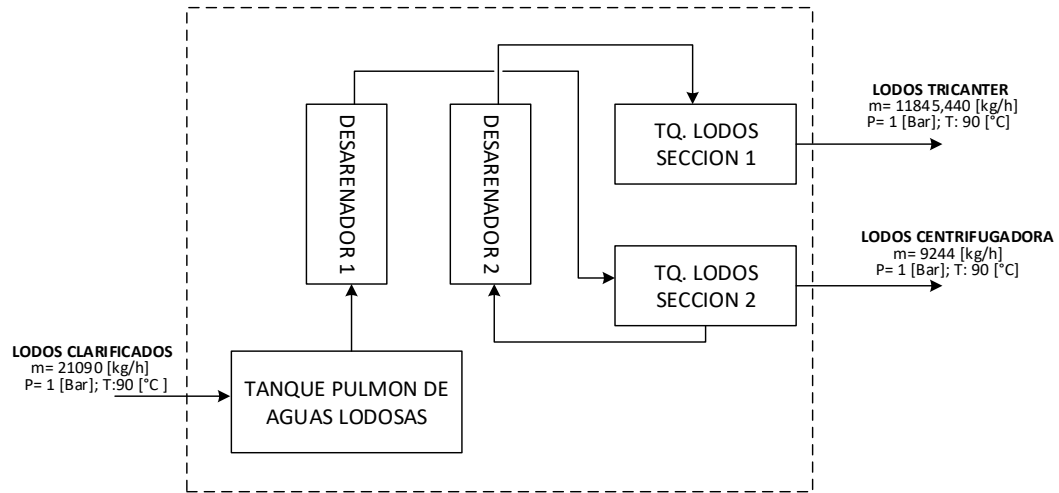 LODOS TRICANTER
m= 11845,440 [kg/h]
P= 1 [Bar]; T: 90 [°C]
DESARENADOR 1
DESARENADOR 2
TQ. LODOS
SECCION 1
LODOS CENTRIFUGADORA
m= 9244 [kg/h]
P= 1 [Bar]; T: 90 [°C]
TQ. LODOS
SECCION 2
LODOS CLARIFICADOS
m= 21090 [kg/h]
P= 1 [Bar]; T:90 [°C ]
TANQUE PULMON DE
AGUAS LODOSAS